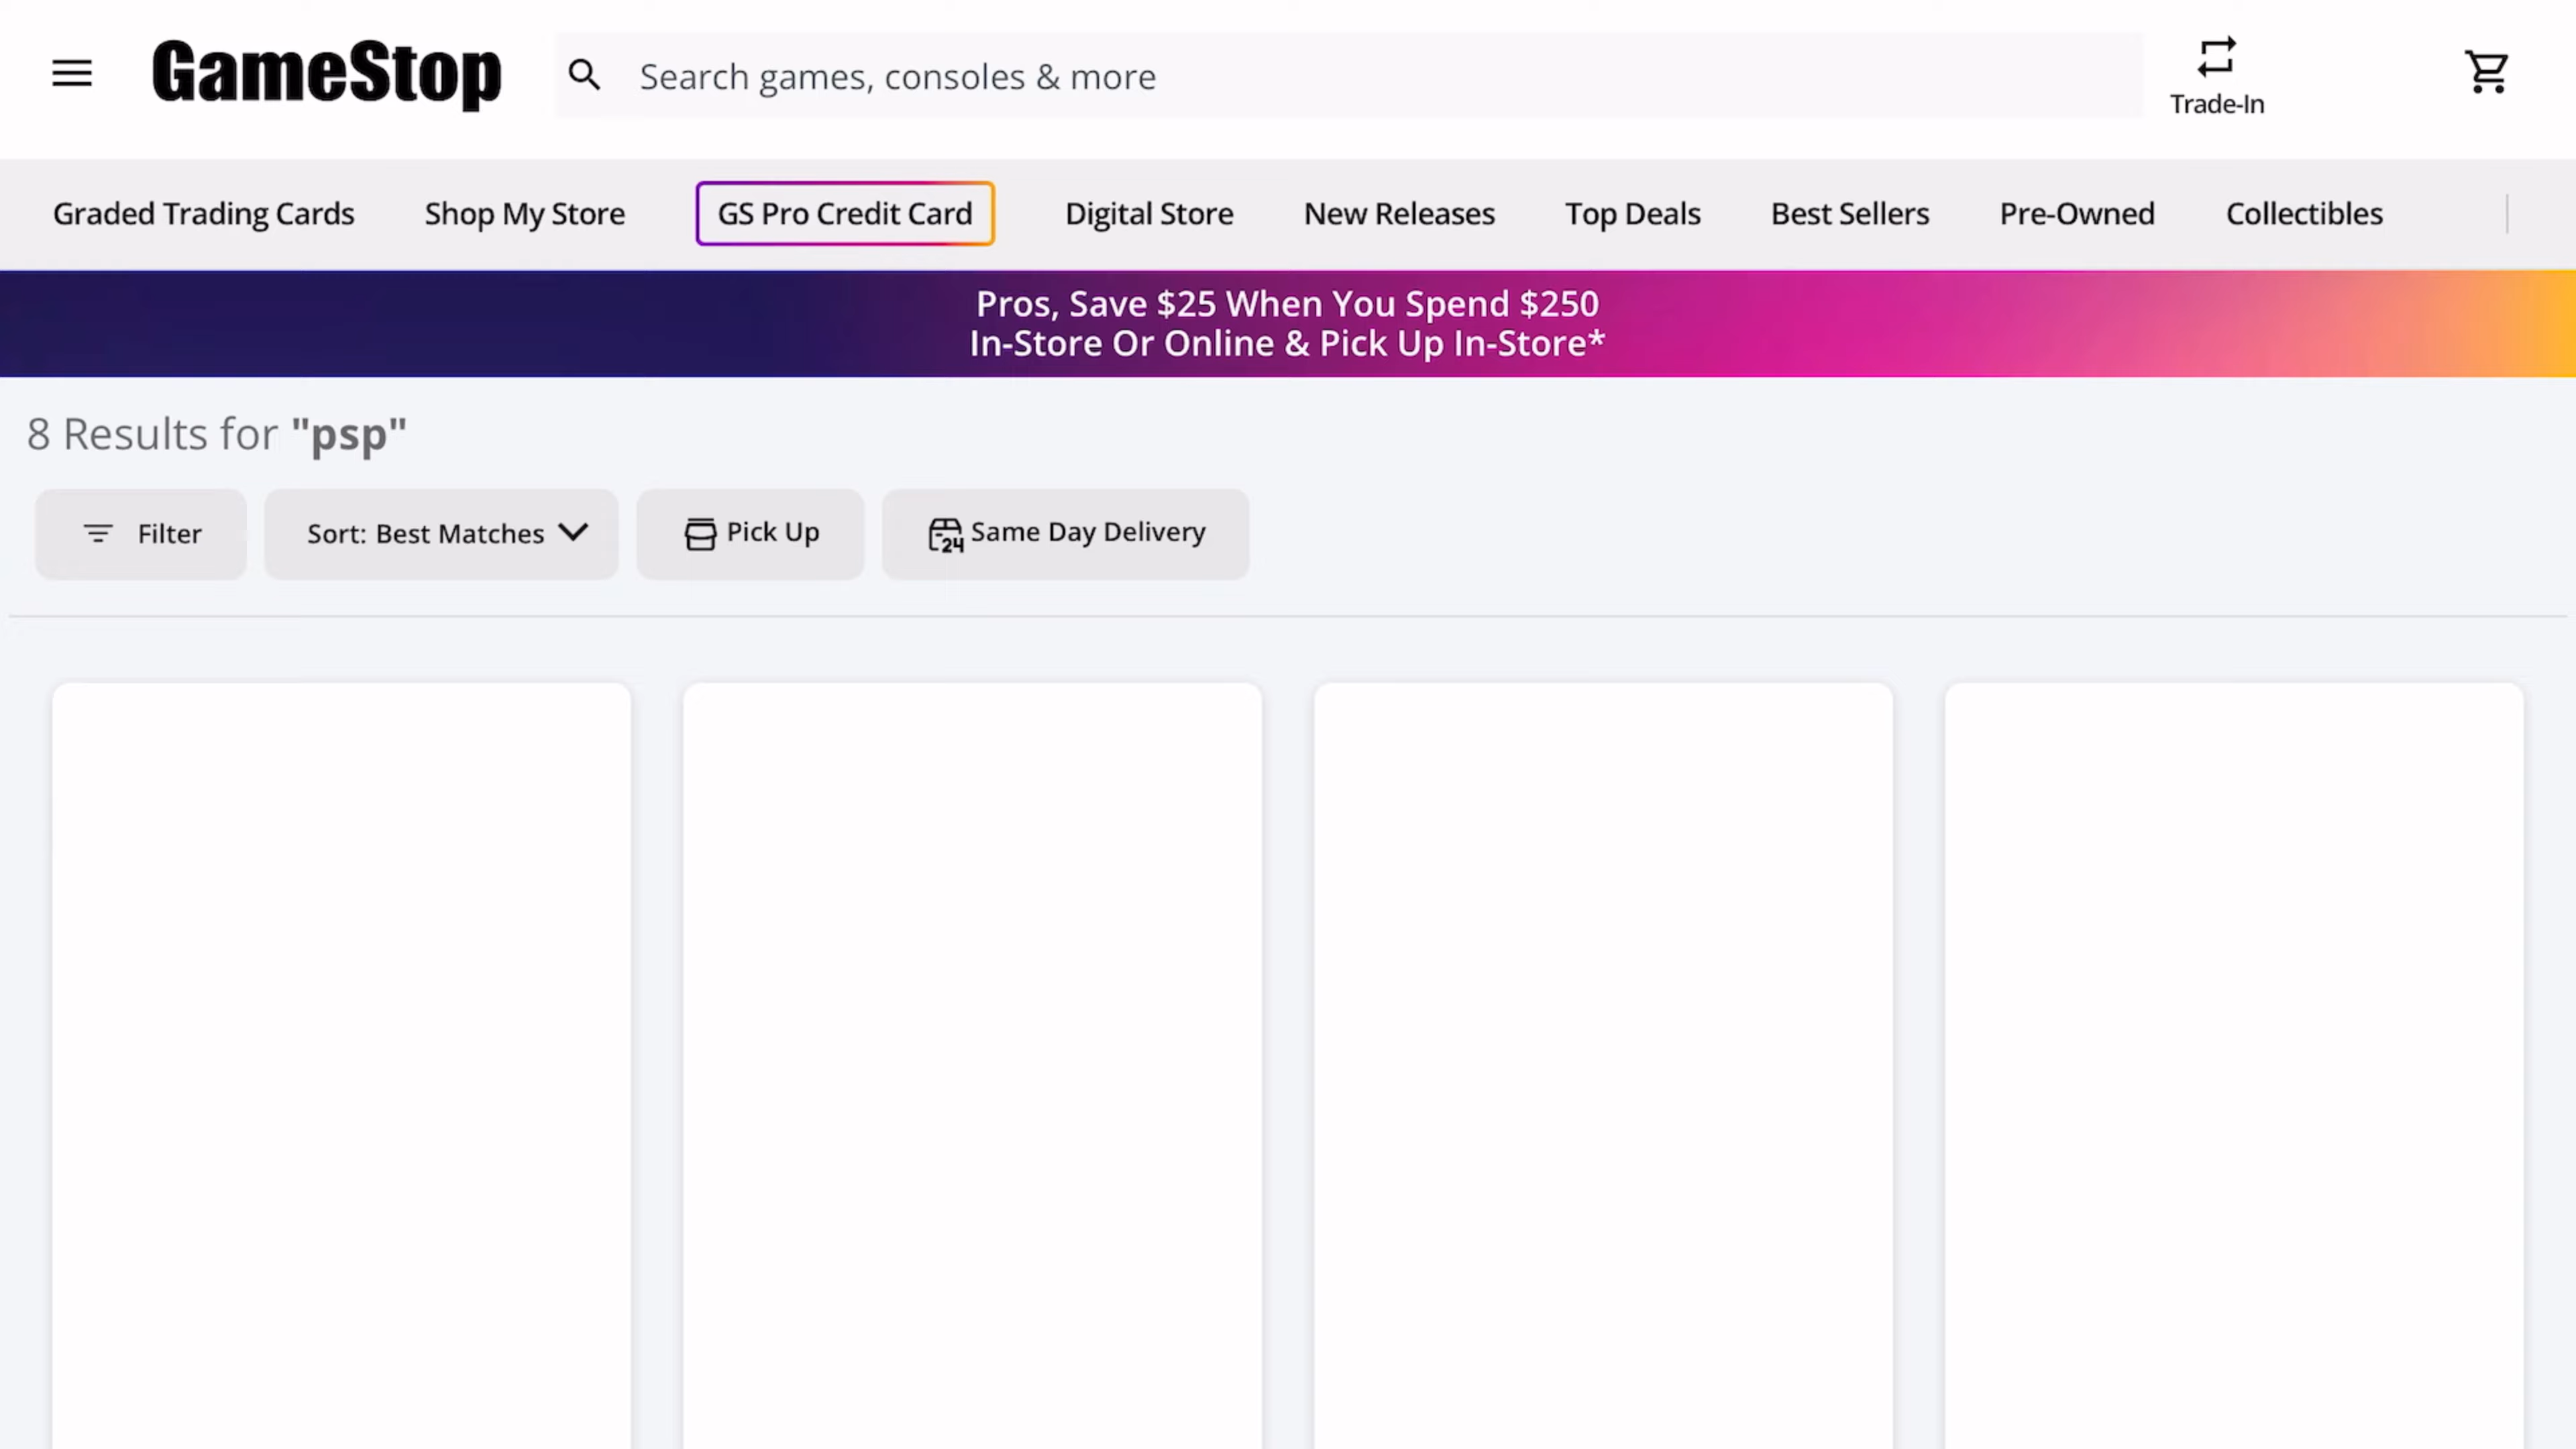 GameStop
Search games, consoles & more
Trade-In
Graded Trading Cards
Shop My Store
GS Pro Credit Card
Digital Store
New Releases
Top Deals
Best Sellers
Pre-Owned
Collectibles
Pros, Save $25 When You Spend $250
In-Store Or Online & Pick Up In-Store*
8 Results for "psp"
Filter
Sort: Best Matches
Pick Up
24
Same Day Delivery